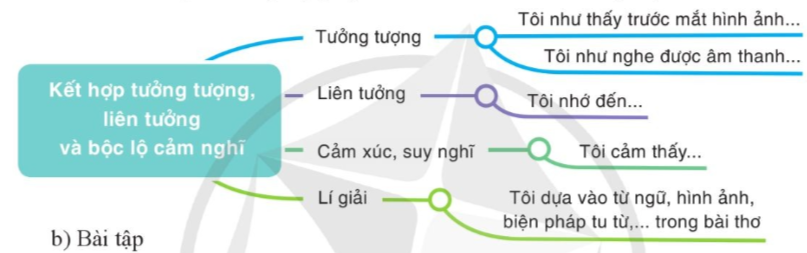 Tưởng tượng
Tôi như thấy trước mắt hình ảnh...
Tôi như nghe được âm thanh...
Kết hợp tưởng tượng,
liên tưởng
và bộc lộ cảm nghĩ
Liên tưởng
Tôi nhớ đến...
Cảm xúc, suy nghĩ
Tôi cảm thấy...
Lí giải
Tôi dựa vào từ ngữ, hình ảnh,
biện pháp tu từ,... trong bài thơ
b) Bài tập